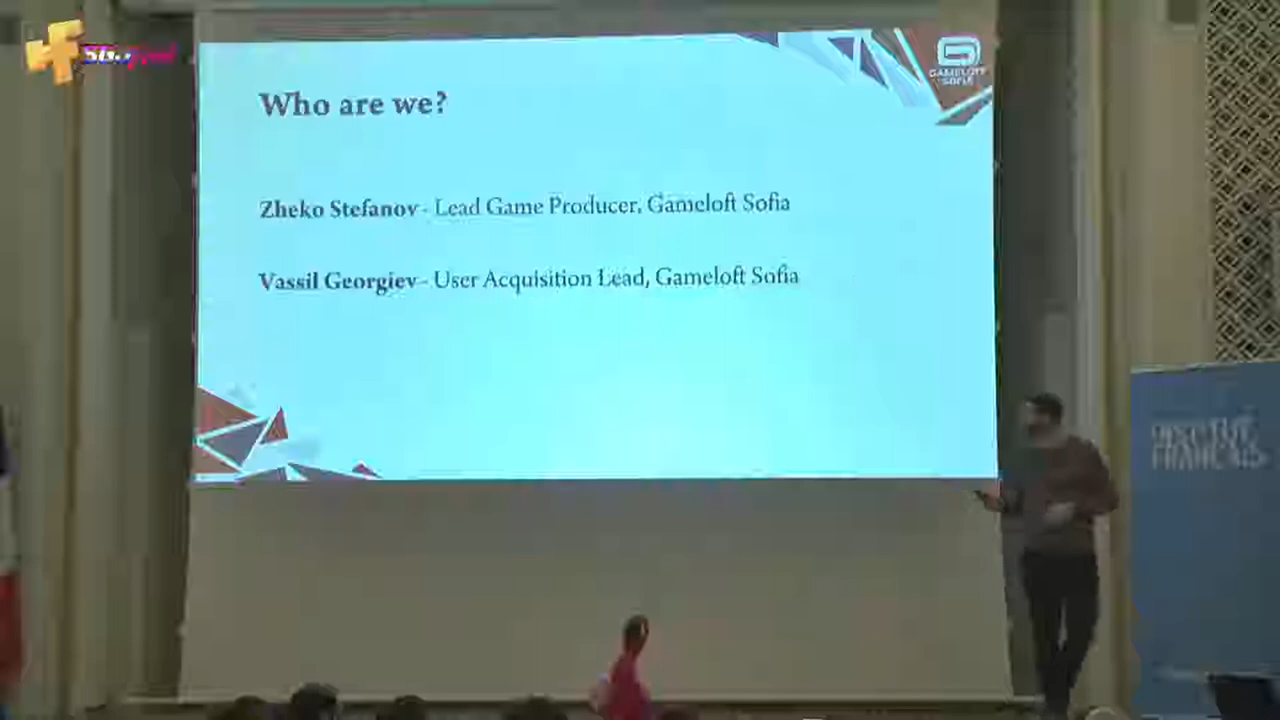 GAMELOFT
SOFIA
Who are we?
Zheko Stefanov - Lead Game Producer, Gameloft Sofia
Vassil Georgiev - User Acquisition Lead, Gameloft Sofia
FRANÇAIS